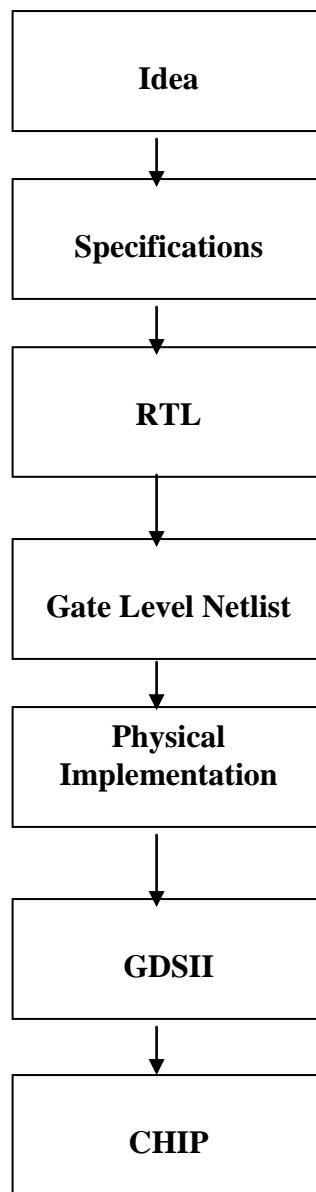 Idea
Specifications
RTL
Gate Level Netlist
Physical
Implementation
GDSII
CHIP